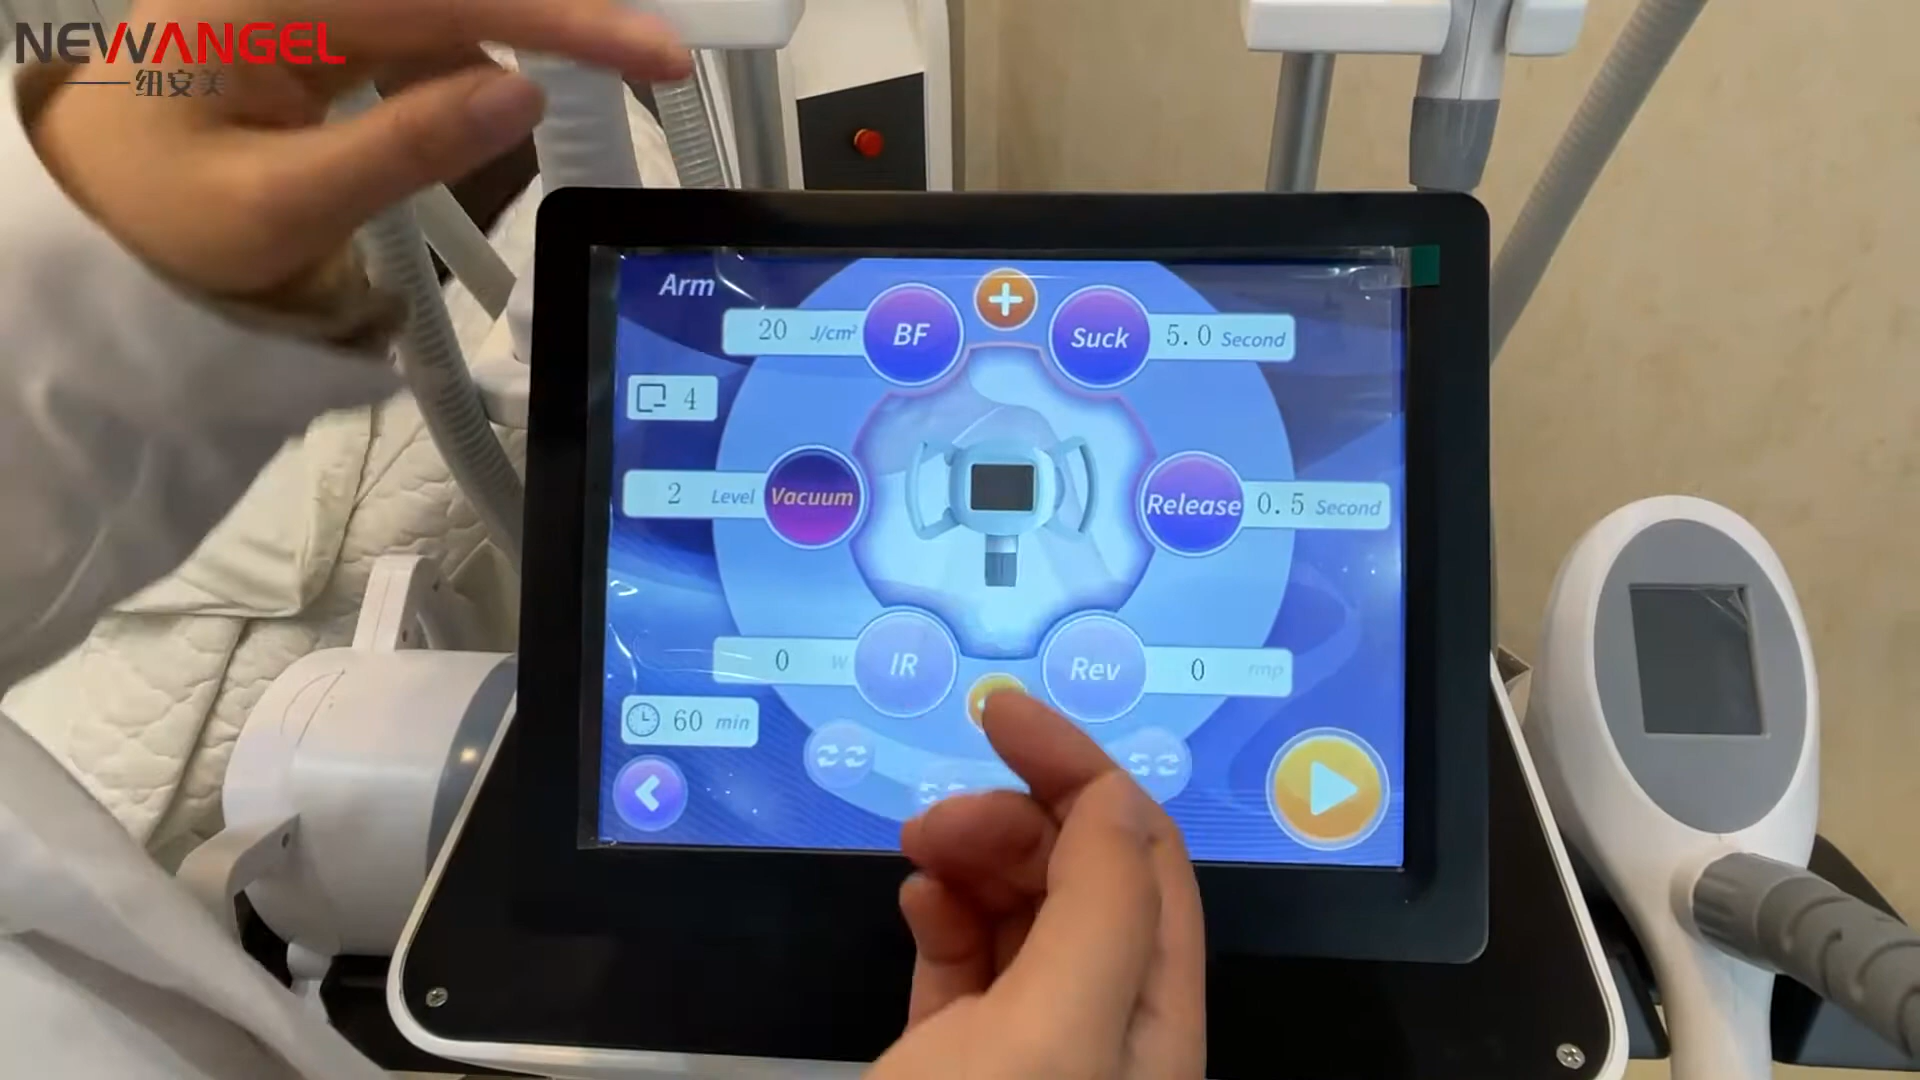 NEWANGEL
纽安美
Arm
20 J/cm² BF
Suck 5.0 Second
4
2 Level Vacuum
Release 0.5 Second
0 W IR
Rev 0 rmp
60 min